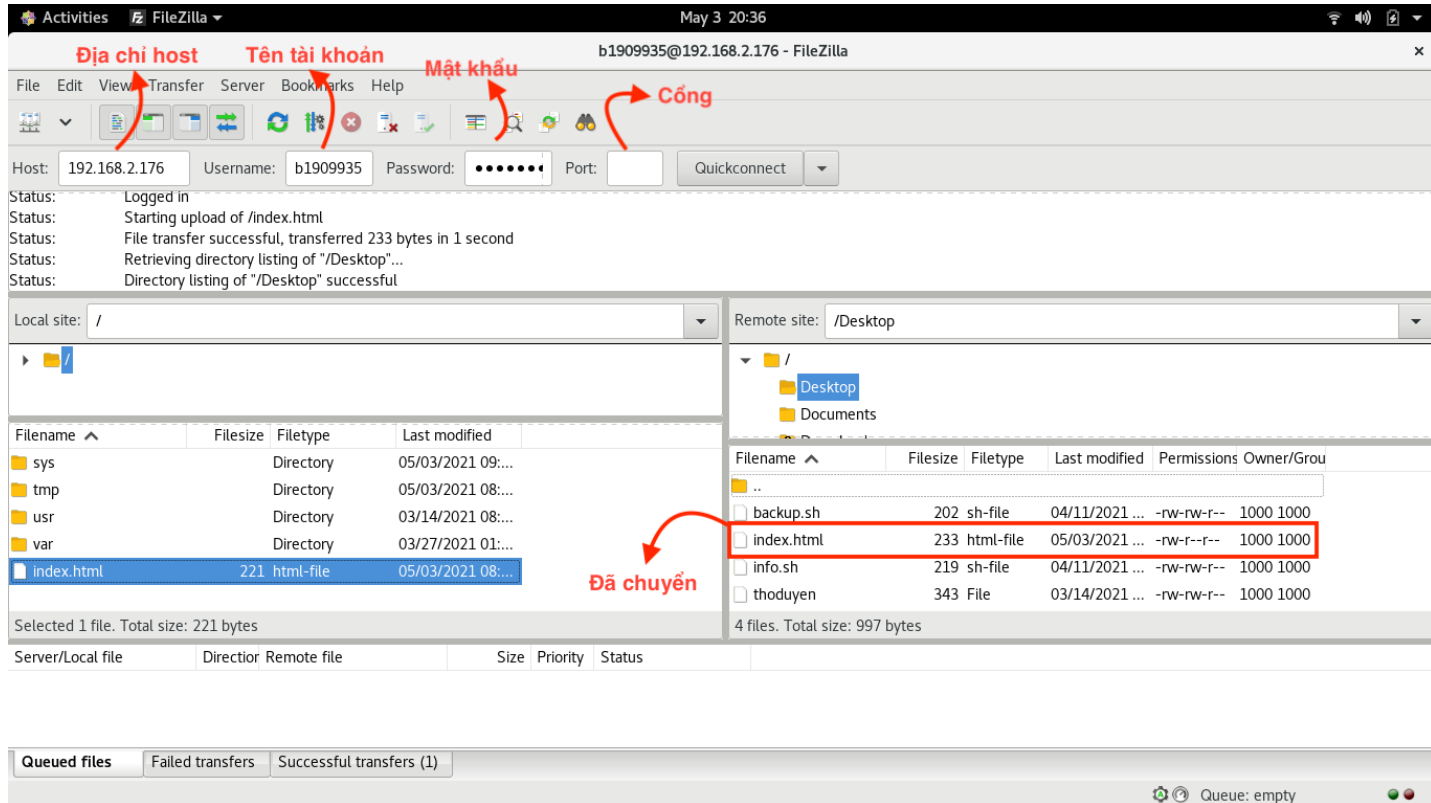 Activities FileZilla May 3 20:36
b1909935@192.168.2.176 - FileZilla ×
Địa chỉ host Tên tài khoản Mật khẩu Cổng
File Edit View Transfer Server Bookmarks Help
Host: 192.168.2.176 Username: b1909935 Password: ●●●●●●● Port: Quickconnect
Status: Logged in
Status: Starting upload of /index.html
Status: File transfer successful, transferred 233 bytes in 1 second
Status: Retrieving directory listing of "/Desktop"...
Status: Directory listing of "/Desktop" successful
Local site: /
/
Filename Filesize Filetype Last modified
sys Directory 05/03/2021 09:...
tmp Directory 05/03/2021 08:...
usr Directory 03/14/2021 08:...
var Directory 03/27/2021 01:...
index.html 221 html-file 05/03/2021 08:...
Selected 1 file. Total size: 221 bytes
Remote site: /Desktop
/
Desktop
Documents
Filename Filesize Filetype Last modified Permissions Owner/Grou
..
backup.sh 202 sh-file 04/11/2021 ... -rw-rw-r-- 1000 1000
index.html 233 html-file 05/03/2021 ... -rw-r--r-- 1000 1000
info.sh 219 sh-file 04/11/2021 ... -rw-rw-r-- 1000 1000
thoduyen 343 File 03/14/2021 ... -rw-rw-r-- 1000 1000
Đã chuyển
4 files. Total size: 997 bytes
Server/Local file Direction Remote file Size Priority Status
Queued files Failed transfers Successful transfers (1)
Queue: empty